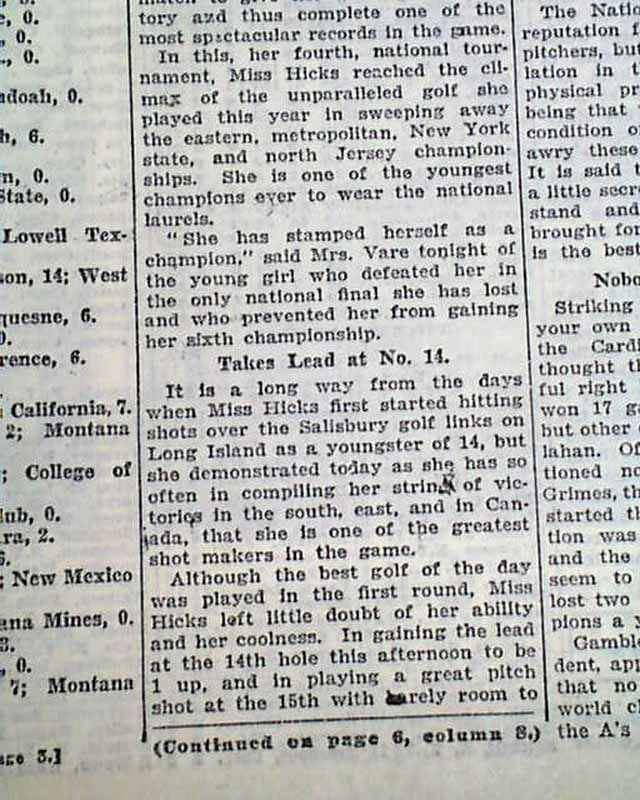 e, 0.
, 0.
., 0.
adoah, 0.
h, 6.
n, 0.
State, 0.
Lowell Tex-
son, 14; West
quesne, 6.
0.
rence, 6.
California, 7.
2; Montana
; College of
lub, 0.
ra, 2.
6.
; New Mexico
ana Mines, 0.
3.
, 0.
7; Montana
age 3.]
tory and thus complete one of the
most spectacular records in the game.
In this, her fourth, national tour-
nament, Miss Hicks reached the cli-
max of the unparalleled golf she
played this year in sweeping away
the eastern, metropolitan, New York
state, and north Jersey champion-
ships. She is one of the youngest
champions ever to wear the national
laurels.
"She has stamped herself as a
champion," said Mrs. Vare tonight of
the young girl who defeated her in
the only national final she has lost
and who prevented her from gaining
her sixth championship.
Takes Lead at No. 14.
It is a long way from the days
when Miss Hicks first started hitting
shots over the Salisbury golf links on
Long Island as a youngster of 14, but
she demonstrated today as she has so
often in compiling her string of vic-
tories in the south, east, and in Can-
ada, that she is one of the greatest
shot makers in the game.
Although the best golf of the day
was played in the first round, Miss
Hicks left little doubt of her ability
and her coolness. In gaining the lead
at the 14th hole this afternoon to be
1 up, and in playing a great pitch
shot at the 15th with barely room to
(Continued on page 6, column 8.)
The Natio
reputation f
pitchers, bu
lation in t
physical pr
being that
condition o
awry these
It is said t
a little secr
stand and
brought for
is the best
Nobo
Striking
your own
the Cardi
thought th
ful right
won 17 ga
but other
lahan. Of
tioned no
Grimes, th
started th
tion was
and the
seem to
lost two
pions a y
Gamble
dent, app
that no
world ch
the A's